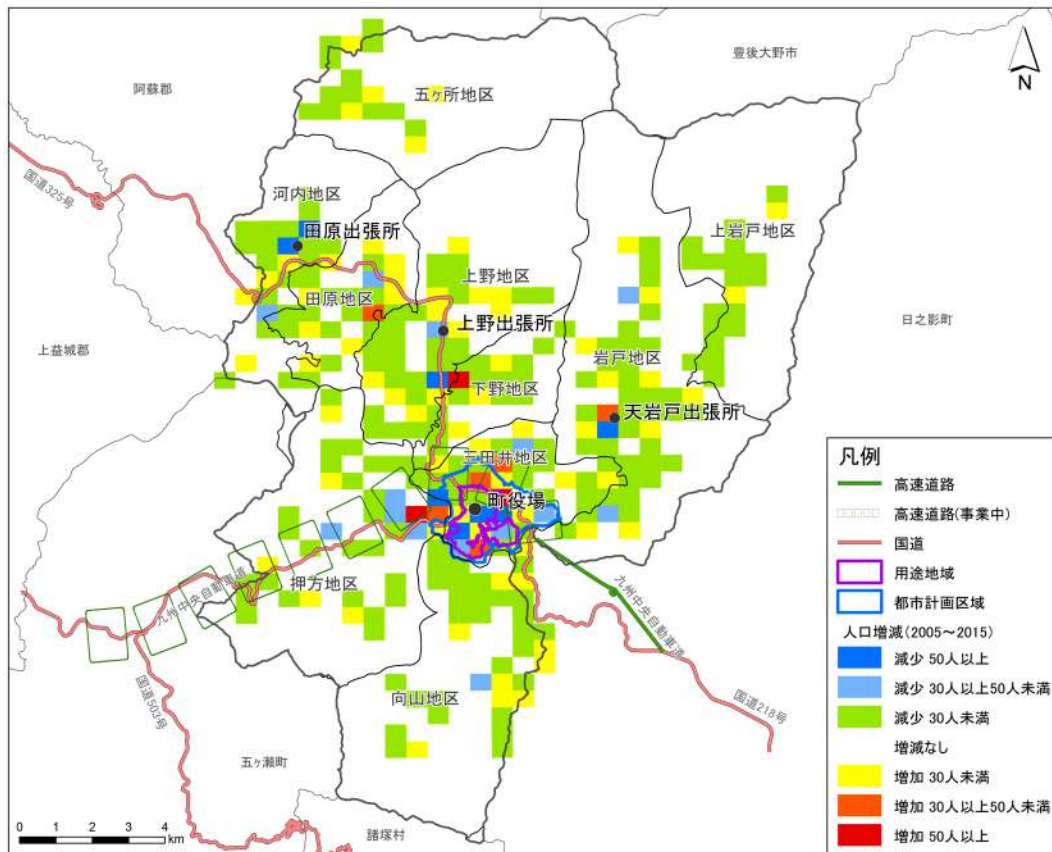 豊後大野市
阿蘇郡
五ヶ所地区
N
国道325号
河内地区
田原出張所
上岩戸地区
上野地区
田原地区
上野出張所
日之影町
上益城郡
岩戸地区
下野地区
天岩戸出張所
三田井地区
町役場
押方地区
九州中央自動車道
九州中央自動車道
向山地区
国道218号
国道503号
五ヶ瀬町
諸塚村
0 1 2 3 4
km
凡例
高速道路
高速道路(事業中)
国道
用途地域
都市計画区域
人口増減(2005～2015)
減少 50人以上
減少 30人以上50人未満
減少 30人未満
増減なし
増加 30人未満
増加 30人以上50人未満
増加 50人以上